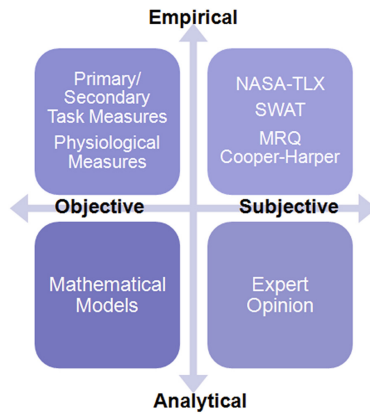 Empirical
Primary/
Secondary
Task Measures
Physiological
Measures
NASA-TLX
SWAT
MRQ
Cooper-Harper
Objective
Subjective
Mathematical
Models
Expert
Opinion
Analytical